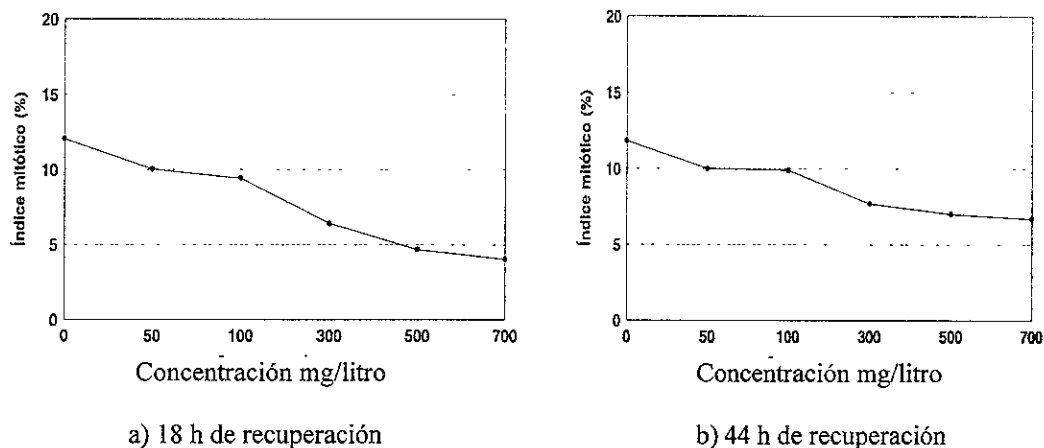 20
15
10
5
0
Índice mitótico (%)
0 50 100 300 500 700
Concentración mg/litro
a) 18 h de recuperación
20
15
10
5
0
Índice mitótico (%)
0 50 100 300 500 700
Concentración mg/litro
b) 44 h de recuperación